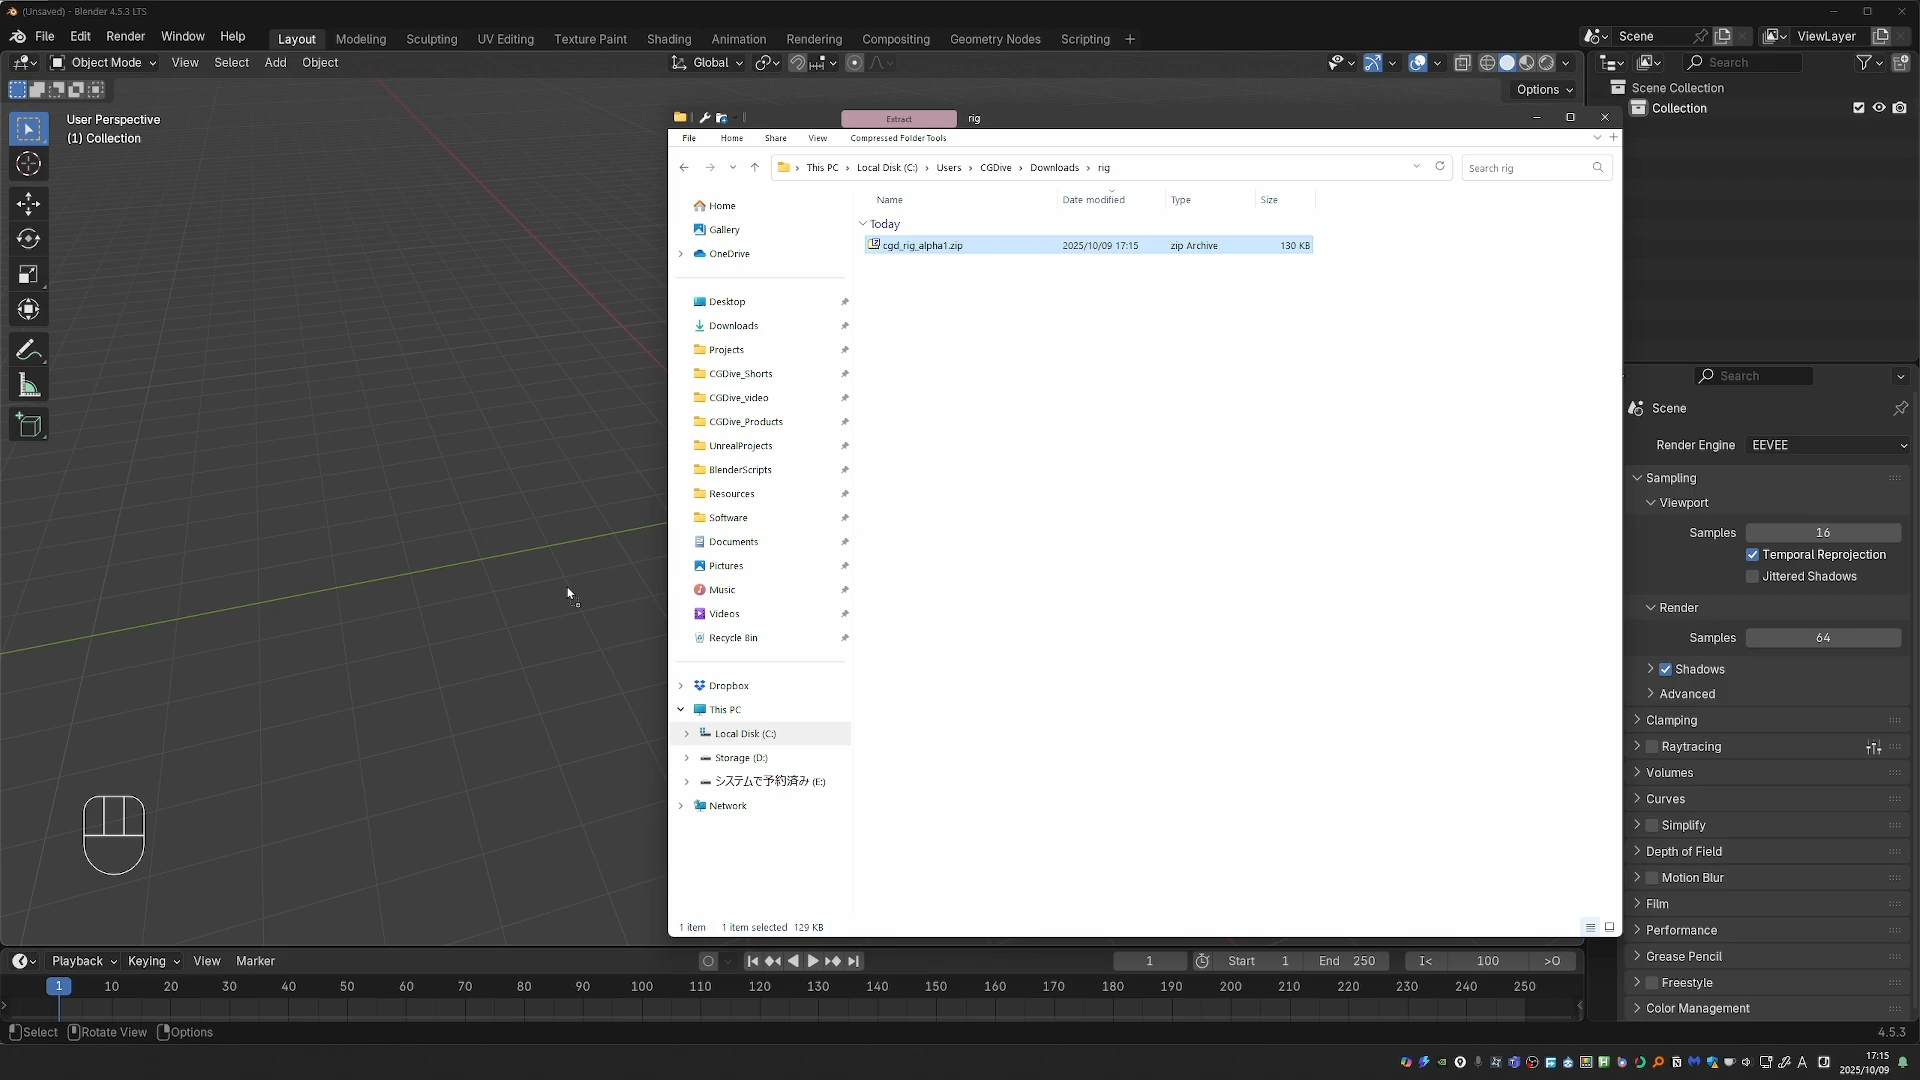 (Unsaved) - Blender 4.5.3 LTS
File Edit Render Window Help Layout Modeling Sculpting UV Editing Texture Paint Shading Animation Rendering Compositing Geometry Nodes Scripting + Scene ViewLayer
Object Mode View Select Add Object Global Search
Options
User Perspective
(1) Collection
Scene Collection
Collection
Extract rig
File Home Share View Compressed Folder Tools
This PC › Local Disk (C:) › Users › CGDive › Downloads › rig
Search rig
Name Date modified Type Size
Today
cgd_rig_alpha1.zip 2025/10/09 17:15 zip Archive 130 KB
Home
Gallery
OneDrive
Desktop
Downloads
Projects
CGDive_Shorts
CGDive_video
CGDive_Products
UnrealProjects
BlenderScripts
Resources
Software
Documents
Pictures
Music
Videos
Recycle Bin
Dropbox
This PC
Local Disk (C:)
Storage (D:)
システムで予約済み (E:)
Network
1 item 1 item selected 129 KB
Search
Scene
Render Engine EEVEE
Sampling
Viewport
Samples 16
Temporal Reprojection
Jittered Shadows
Render
Samples 64
Shadows
Advanced
Clamping
Raytracing
Volumes
Curves
Simplify
Depth of Field
Motion Blur
Film
Performance
Grease Pencil
Freestyle
Color Management
Playback Keying View Marker 1 Start 1 End 250 I< 100 >O
1 10 20 30 40 50 60 70 80 90 100 110 120 130 140 150 160 170 180 190 200 210 220 230 240 250
Select Rotate View Options 4.5.3
17:15
2025/10/09